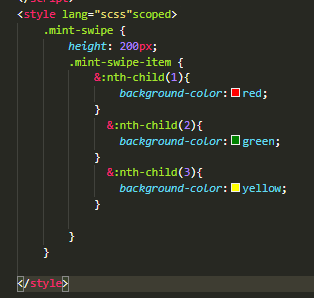 </script>
<style lang="scss"scoped>
.mint-swipe {
height: 200px;
.mint-swipe-item {
&:nth-child(1){
background-color: red;
}
&:nth-child(2){
background-color: green;
}
&:nth-child(3){
background-color: yellow;
}
}
}
</style>